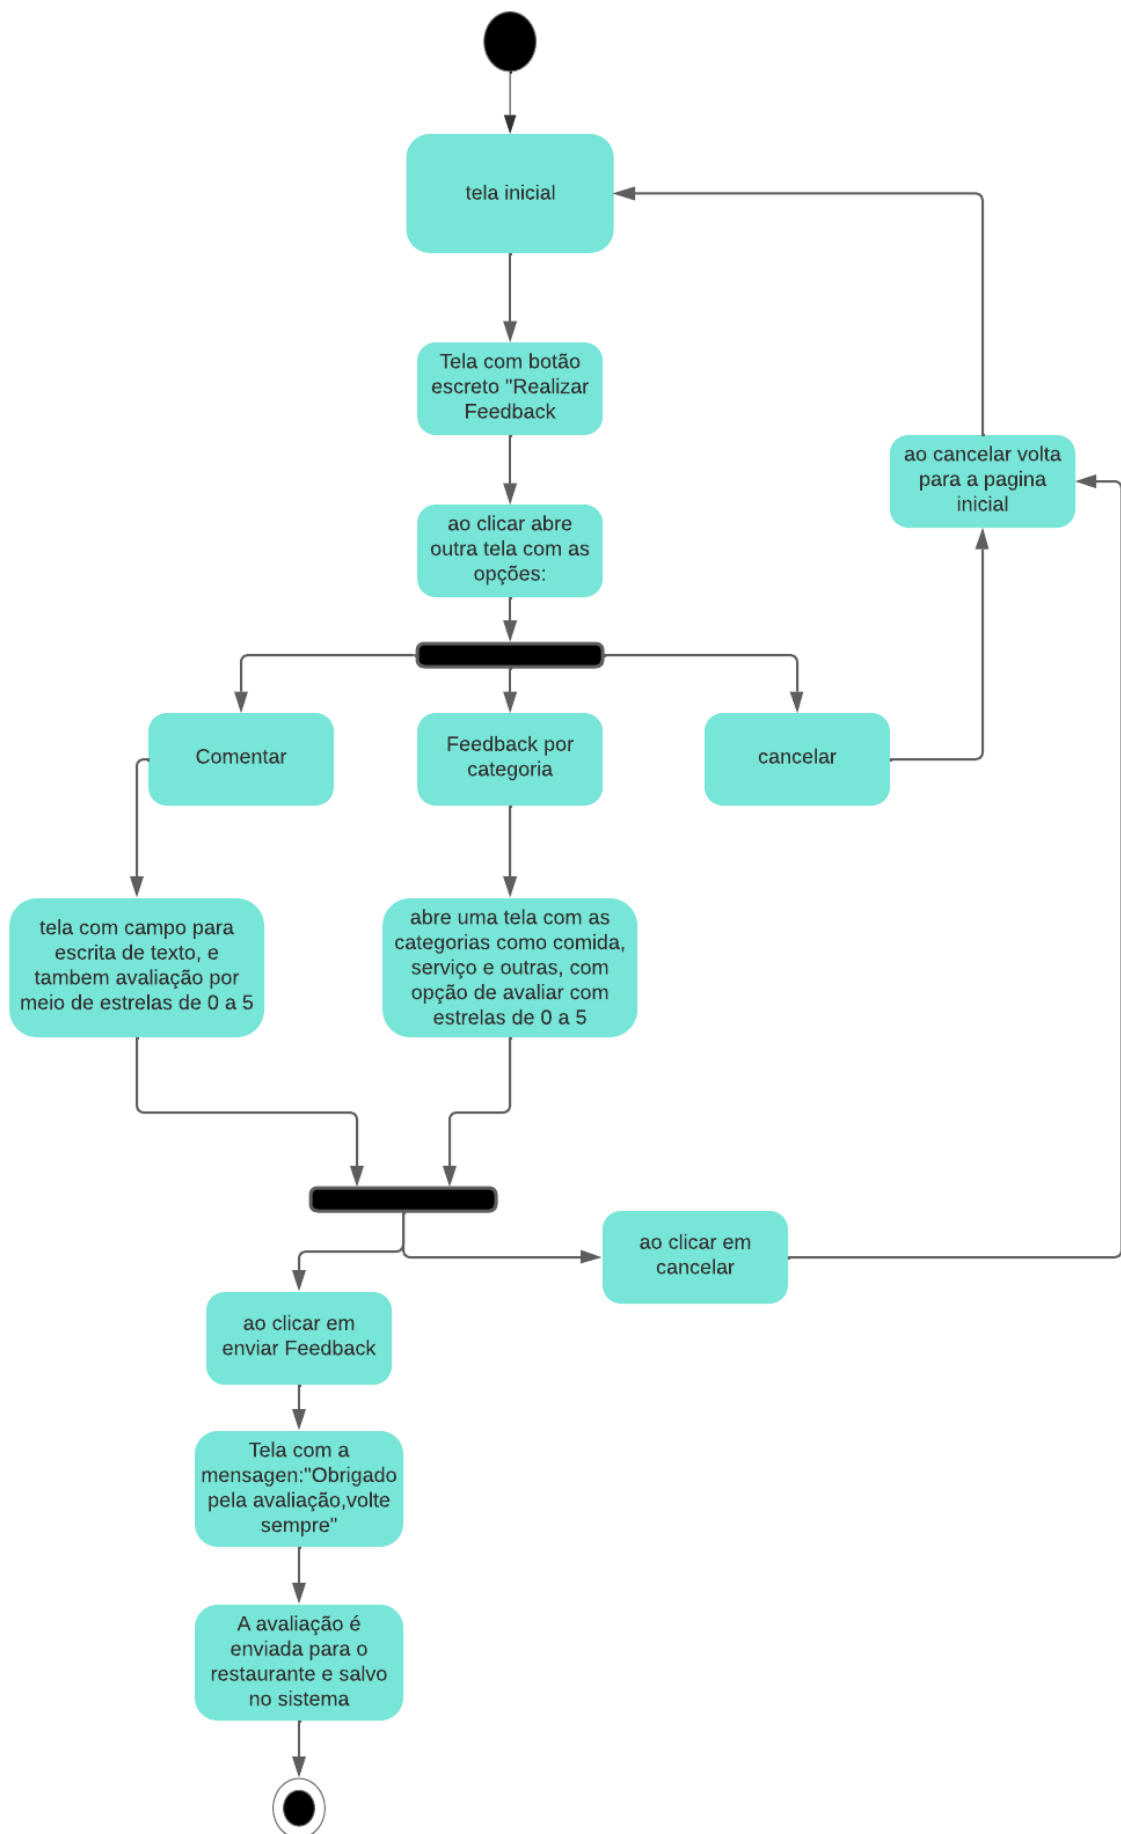 tela inicial
Tela com botão
escreto "Realizar
Feedback
ao cancelar volta
para a pagina
inicial
ao clicar abre
outra tela com as
opções:
Comentar
Feedback por
categoria
cancelar
tela com campo para
escrita de texto, e
tambem avaliação por
meio de estrelas de 0 a 5
abre uma tela com as
categorias como comida,
serviço e outras, com
opção de avaliar com
estrelas de 0 a 5
ao clicar em
cancelar
ao clicar em
enviar Feedback
Tela com a
mensagen:"Obrigado
pela avaliação,volte
sempre"
A avaliação é
enviada para o
restaurante e salvo
no sistema